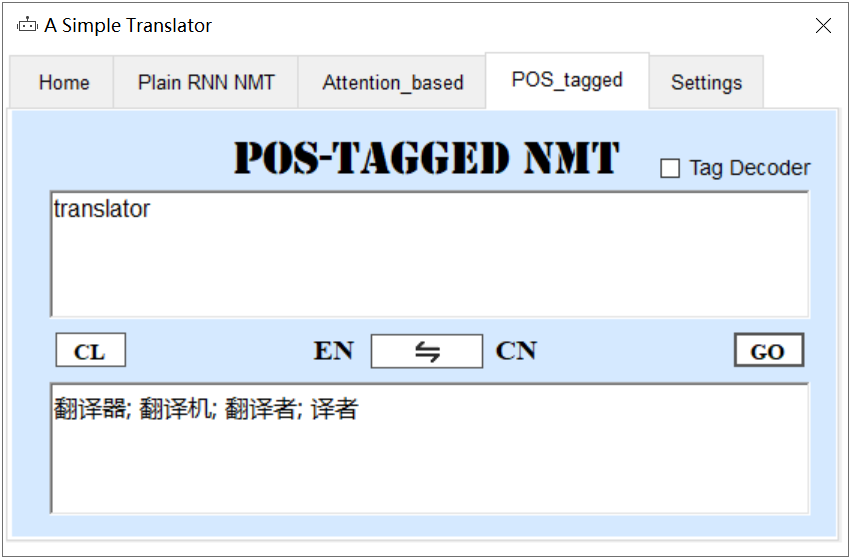 A Simple Translator
Home Plain RNN NMT Attention_based POS_tagged Settings
POS-TAGGED NMT Tag Decoder
translator
CL EN ⇋ CN GO
翻译器; 翻译机; 翻译者; 译者